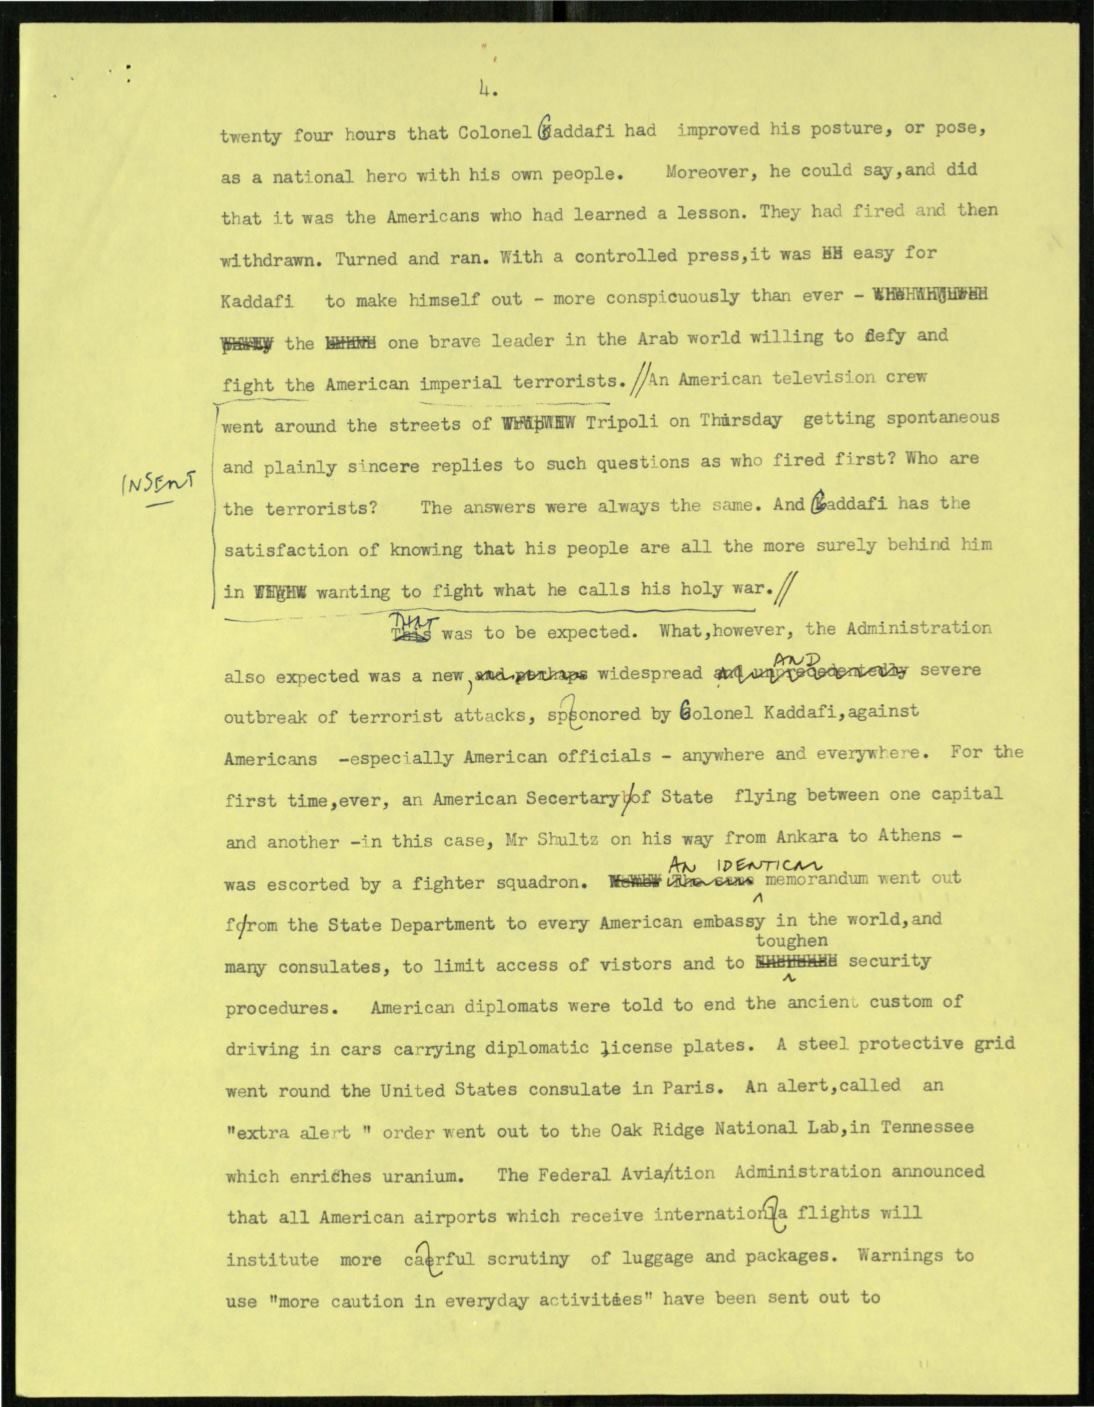 4.
twenty four hours that Colonel Gaddafi had improved his posture, or pose,
as a national hero with his own people. Moreover, he could say,and did
that it was the Americans who had learned a lesson. They had fired and then
withdrawn. Turned and ran. With a controlled press,it was easy for
Kaddafi to make himself out - more conspicuously than ever -
the one brave leader in the Arab world willing to defy and
fight the American imperial terrorists. // An American television crew
went around the streets of Tripoli on Thursday getting spontaneous
and plainly sincere replies to such questions as who fired first? Who are
INSENT
the terrorists? The answers were always the same. And Gaddafi has the
satisfaction of knowing that his people are all the more surely behind him
in wanting to fight what he calls his holy war. //
THAT
This was to be expected. What,however, the Administration
AND
also expected was a new, and perhaps widespread and unprecedentedly severe
outbreak of terrorist attacks, spsonored by Colonel Kaddafi,against
Americans -especially American officials - anywhere and everywhere. For the
first time,ever, an American Secertary of State flying between one capital
and another -in this case, Mr Shultz on his way from Ankara to Athens -
AN IDENTICAL
was escorted by a fighter squadron. The same memorandum went out
from the State Department to every American embassy in the world,and
toughen
many consulates, to limit access of vistors and to security
procedures. American diplomats were told to end the ancient custom of
driving in cars carrying diplomatic license plates. A steel protective grid
went round the United States consulate in Paris. An alert,called an
"extra alert " order went out to the Oak Ridge National Lab,in Tennessee
which enriches uranium. The Federal Aviation Administration announced
that all American airports which receive internationla flights will
institute more caerful scrutiny of luggage and packages. Warnings to
use "more caution in everyday activities" have been sent out to